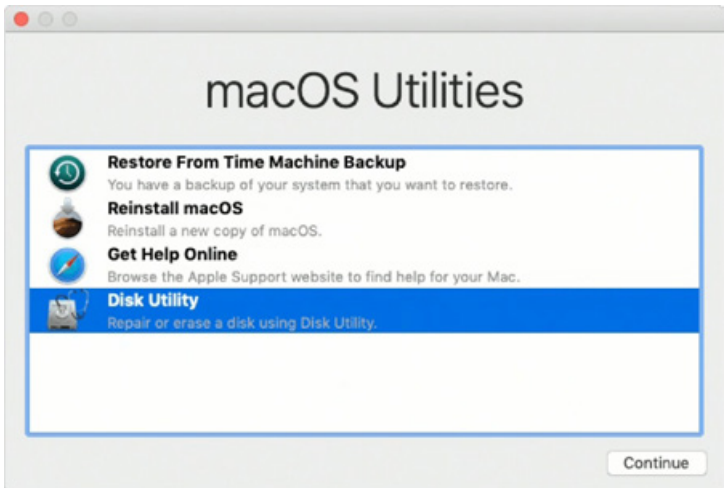 macOS Utilities
Restore From Time Machine Backup
You have a backup of your system that you want to restore.
Reinstall macOS
Reinstall a new copy of macOS.
Get Help Online
Browse the Apple Support website to find help for your Mac.
Disk Utility
Repair or erase a disk using Disk Utility.
Continue